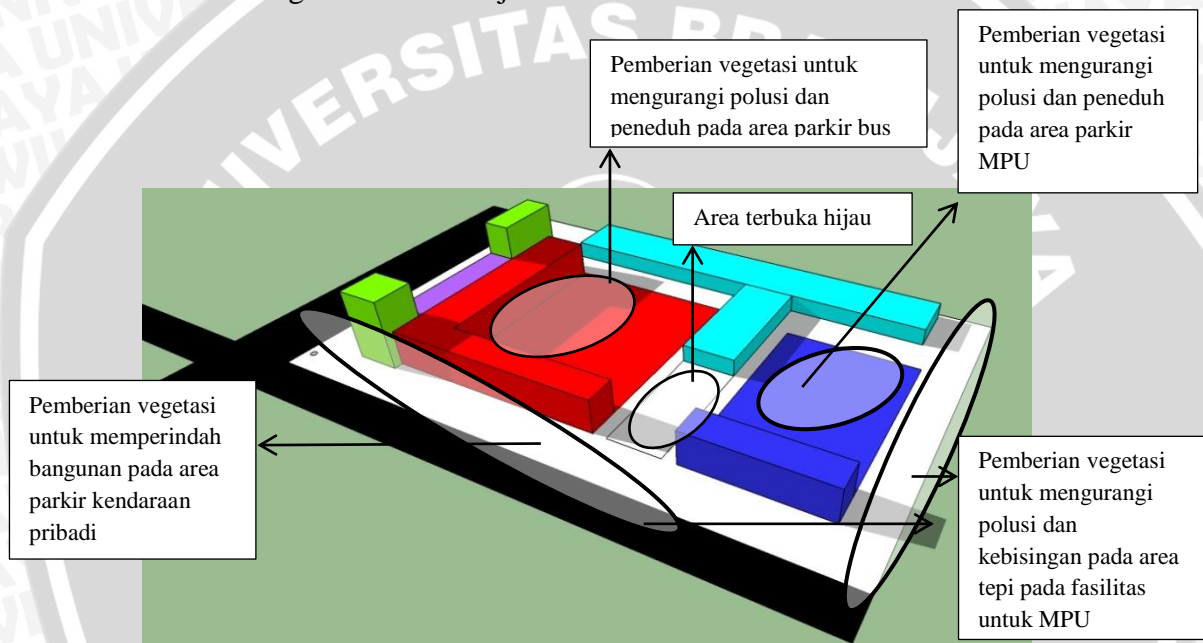 Pemberian vegetasi
untuk mengurangi
polusi dan peneduh
pada area parkir
MPU
Pemberian vegetasi untuk
mengurangi polusi dan
peneduh pada area parkir bus
Area terbuka hijau
Pemberian vegetasi
untuk memperindah
bangunan pada area
parkir kendaraan
pribadi
Pemberian vegetasi
untuk mengurangi
polusi dan
kebisingan pada area
tepi pada fasilitas
untuk MPU